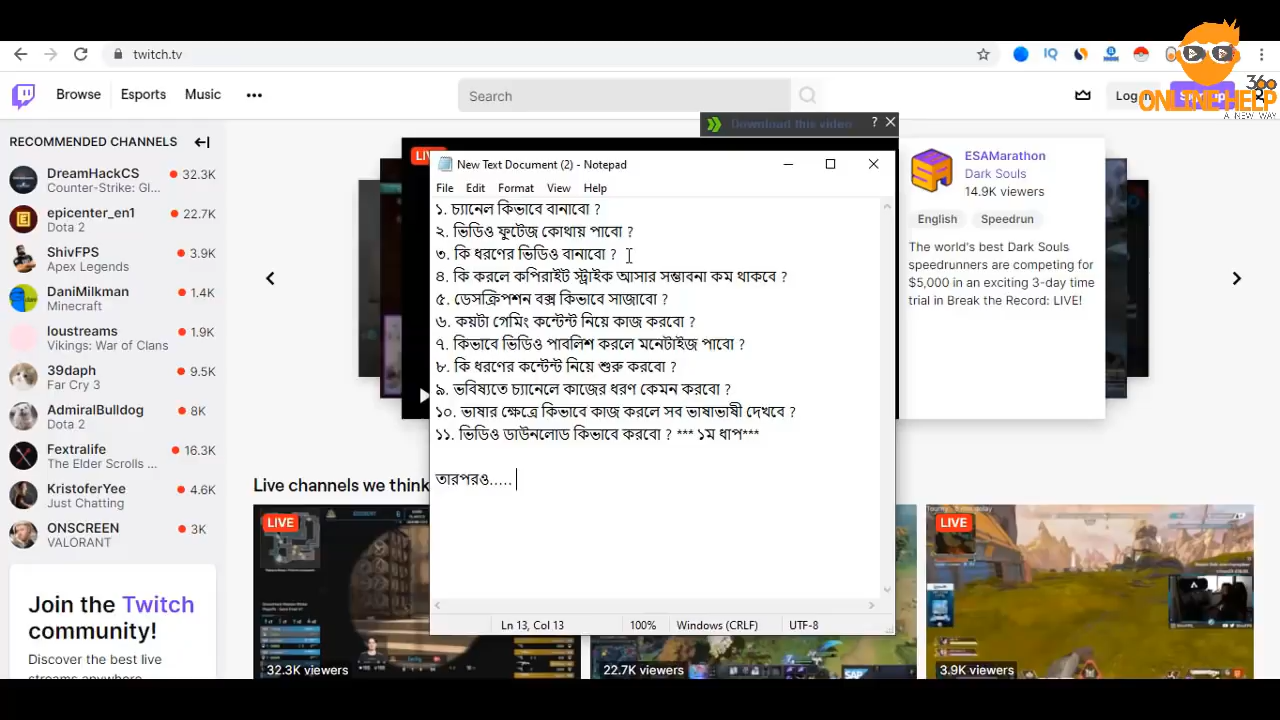 twitch.tv
360
ONLINE HELP
A NEW WAY
Browse
Esports
Music
Search
Download this video
RECOMMENDED CHANNELS
DreamHackCS
Counter-Strike: Gl...
32.3K
epicenter_en1
Dota 2
22.7K
ShivFPS
Apex Legends
3.9K
DaniMilkman
Minecraft
1.4K
loustreams
Vikings: War of Clans
1.9K
39daph
Far Cry 3
9.5K
AdmiralBulldog
Dota 2
8K
Fextralife
The Elder Scrolls ...
16.3K
KristoferYee
Just Chatting
4.6K
ONSCREEN
VALORANT
3K
Join the Twitch
community!
Discover the best live
New Text Document (2) - Notepad
File Edit Format View Help
১. চ্যানেল কিভাবে বানাবো ?
২. ভিডিও ফুটেজ কোথায় পাবো ?
৩. কি ধরণের ভিডিও বানাবো ?
৪. কি করলে কপিরাইট স্ট্রাইক আসার সম্ভাবনা কম থাকবে ?
৫. ডেসক্রিপশন বক্স কিভাবে সাজাবো ?
৬. কয়টা গেমিং কন্টেন্ট নিয়ে কাজ করবো ?
৭. কিভাবে ভিডিও পাবলিশ করলে মনেটাইজ পাবো ?
৮. কি ধরণের কন্টেন্ট নিয়ে শুরু করবো ?
৯. ভবিষ্যতে চ্যানেলে কাজের ধরণ কেমন করবো ?
১০. ভাষার ক্ষেত্রে কিভাবে কাজ করলে সব ভাষাভাষী দেখবে ?
১১. ভিডিও ডাউনলোড কিভাবে করবো ? *** ১ম ধাপ***
তারপরও.....
Ln 13, Col 13
100%
Windows (CRLF)
UTF-8
ESAMarathon
Dark Souls
14.9K viewers
English
Speedrun
The world's best Dark Souls
speedrunners are competing for
$5,000 in an exciting 3-day time
trial in Break the Record: LIVE!
Live channels we think
LIVE
32.3K viewers
22.7K viewers
LIVE
3.9K viewers